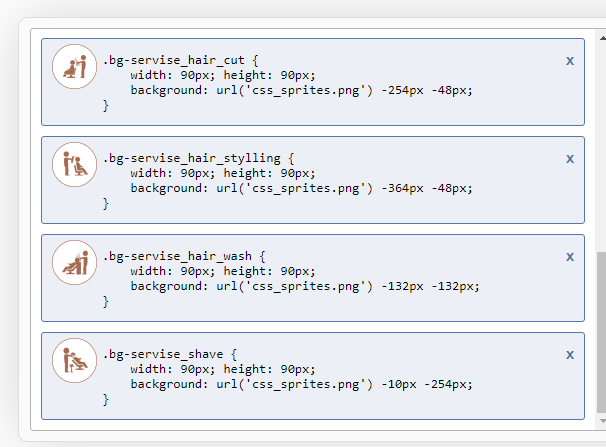 .bg-servise_hair_cut { x
width: 90px; height: 90px;
background: url('css_sprites.png') -254px -48px;
}
.bg-servise_hair_stylling { x
width: 90px; height: 90px;
background: url('css_sprites.png') -364px -48px;
}
.bg-servise_hair_wash { x
width: 90px; height: 90px;
background: url('css_sprites.png') -132px -132px;
}
.bg-servise_shave { x
width: 90px; height: 90px;
background: url('css_sprites.png') -10px -254px;
}